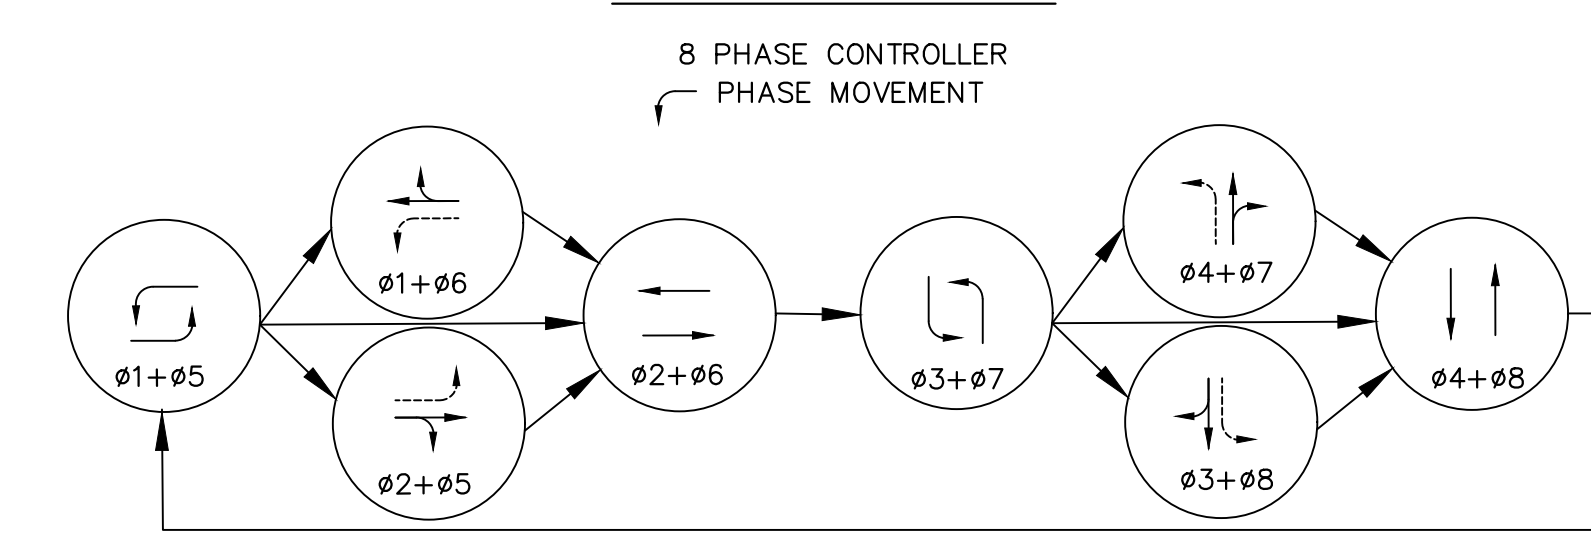 8 PHASE CONTROLLER
PHASE MOVEMENT
ø1+ø5
ø1+ø6
ø2+ø5
ø2+ø6
ø3+ø7
ø4+ø7
ø3+ø8
ø4+ø8